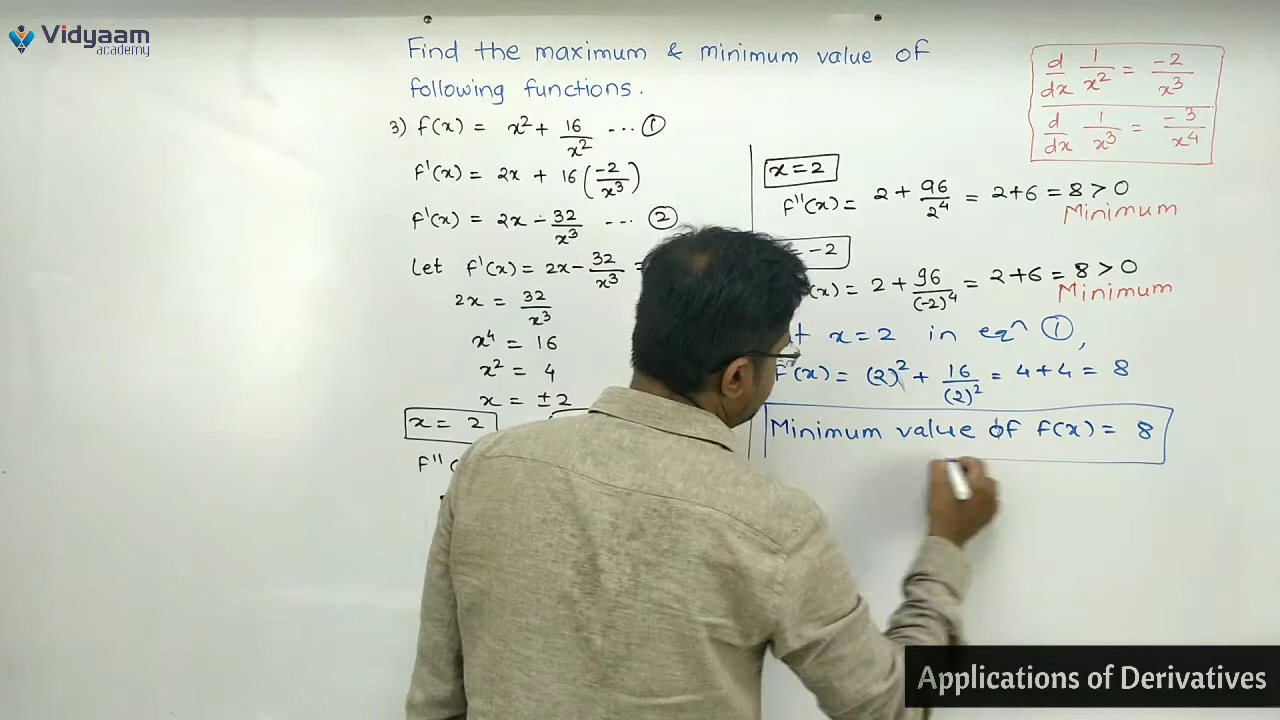 Vidyaam
academy
Find the maximum & minimum value of
following functions.
3) f(x) = x² + 16/x² --- ①
f'(x) = 2x + 16(-2/x³)
f'(x) = 2x - 32/x³ --- ②
Let f'(x) = 2x - 32/x³ =
2x = 32/x³
x⁴ = 16
x² = 4
x = ±2
x = 2
f''(
d/dx 1/x² = -2/x³
d/dx 1/x³ = -3/x⁴
x = 2
f''(x) = 2 + 96/2⁴ = 2+6 = 8 > 0
Minimum
= -2
(x) = 2 + 96/(-2)⁴ = 2+6 = 8 > 0
Minimum
x = 2 in eqⁿ ①,
f(x) = (2)² + 16/(2)² = 4+4 = 8
Minimum value of f(x) = 8
Applications of Derivatives